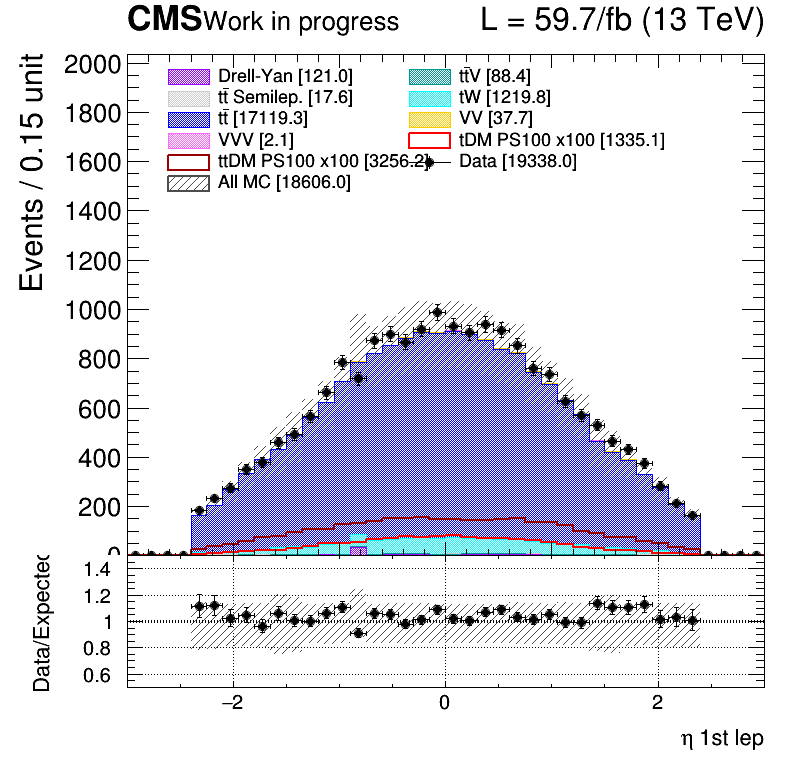 CMS Work in progress L = 59.7/fb (13 TeV)
Events / 0.15 unit
2000
1800
1600
1400
1200
1000
800
600
400
200
0
Drell-Yan [121.0] tt̄V [88.4]
tt̄ Semilep. [17.6] tW [1219.8]
tt̄ [17119.3] VV [37.7]
VVV [2.1] tDM PS100 x100 [1335.1]
ttDM PS100 x100 [3256.2] Data [19338.0]
All MC [18606.0]
Data/Expected
1.4
1.2
1
0.8
0.6
−2 0 2
η 1st lep